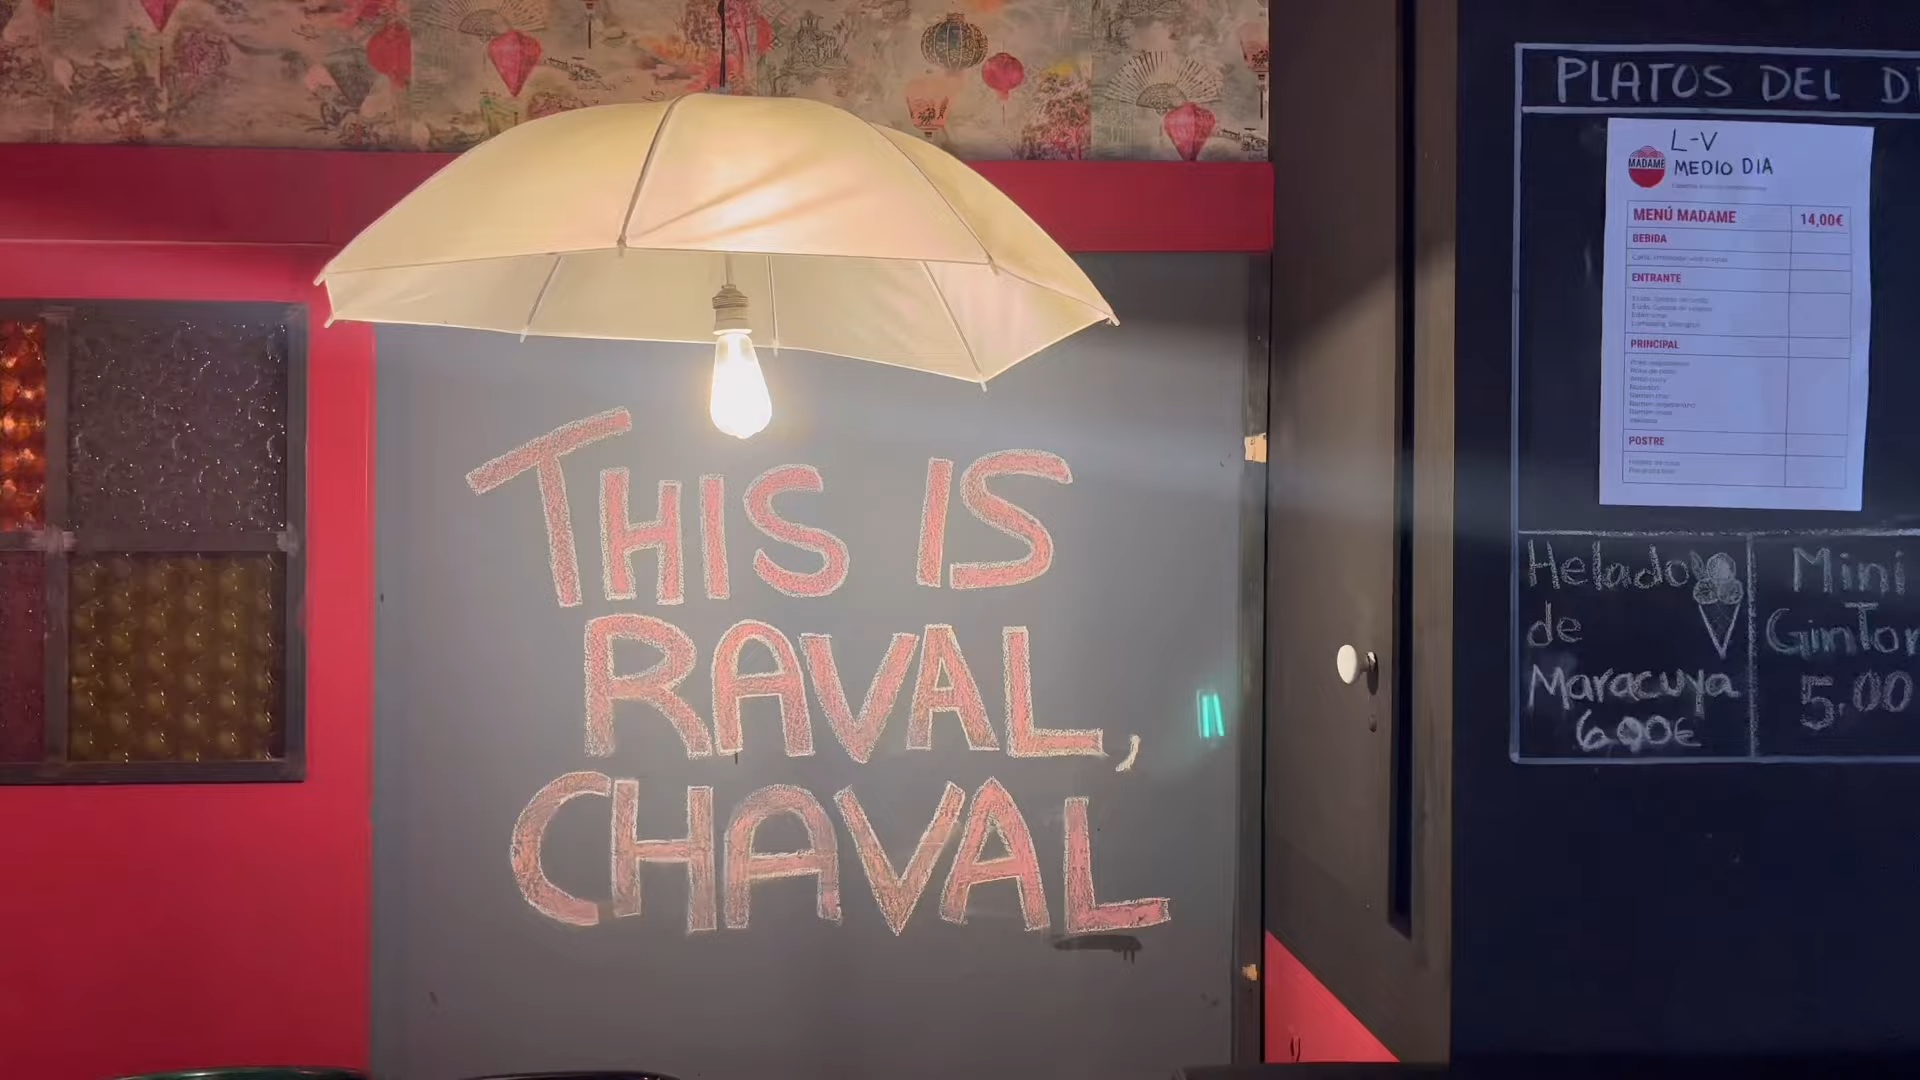 THIS IS
RAVAL,
CHAVAL
PLATOS DEL
L-V
MEDIO DIA
MADAME
MENÚ MADAME 14,00€
BEBIDA
ENTRANTE
PRINCIPAL
POSTRE
Helado
de
Maracuya
6,00€
Mini
GinTon
5,00